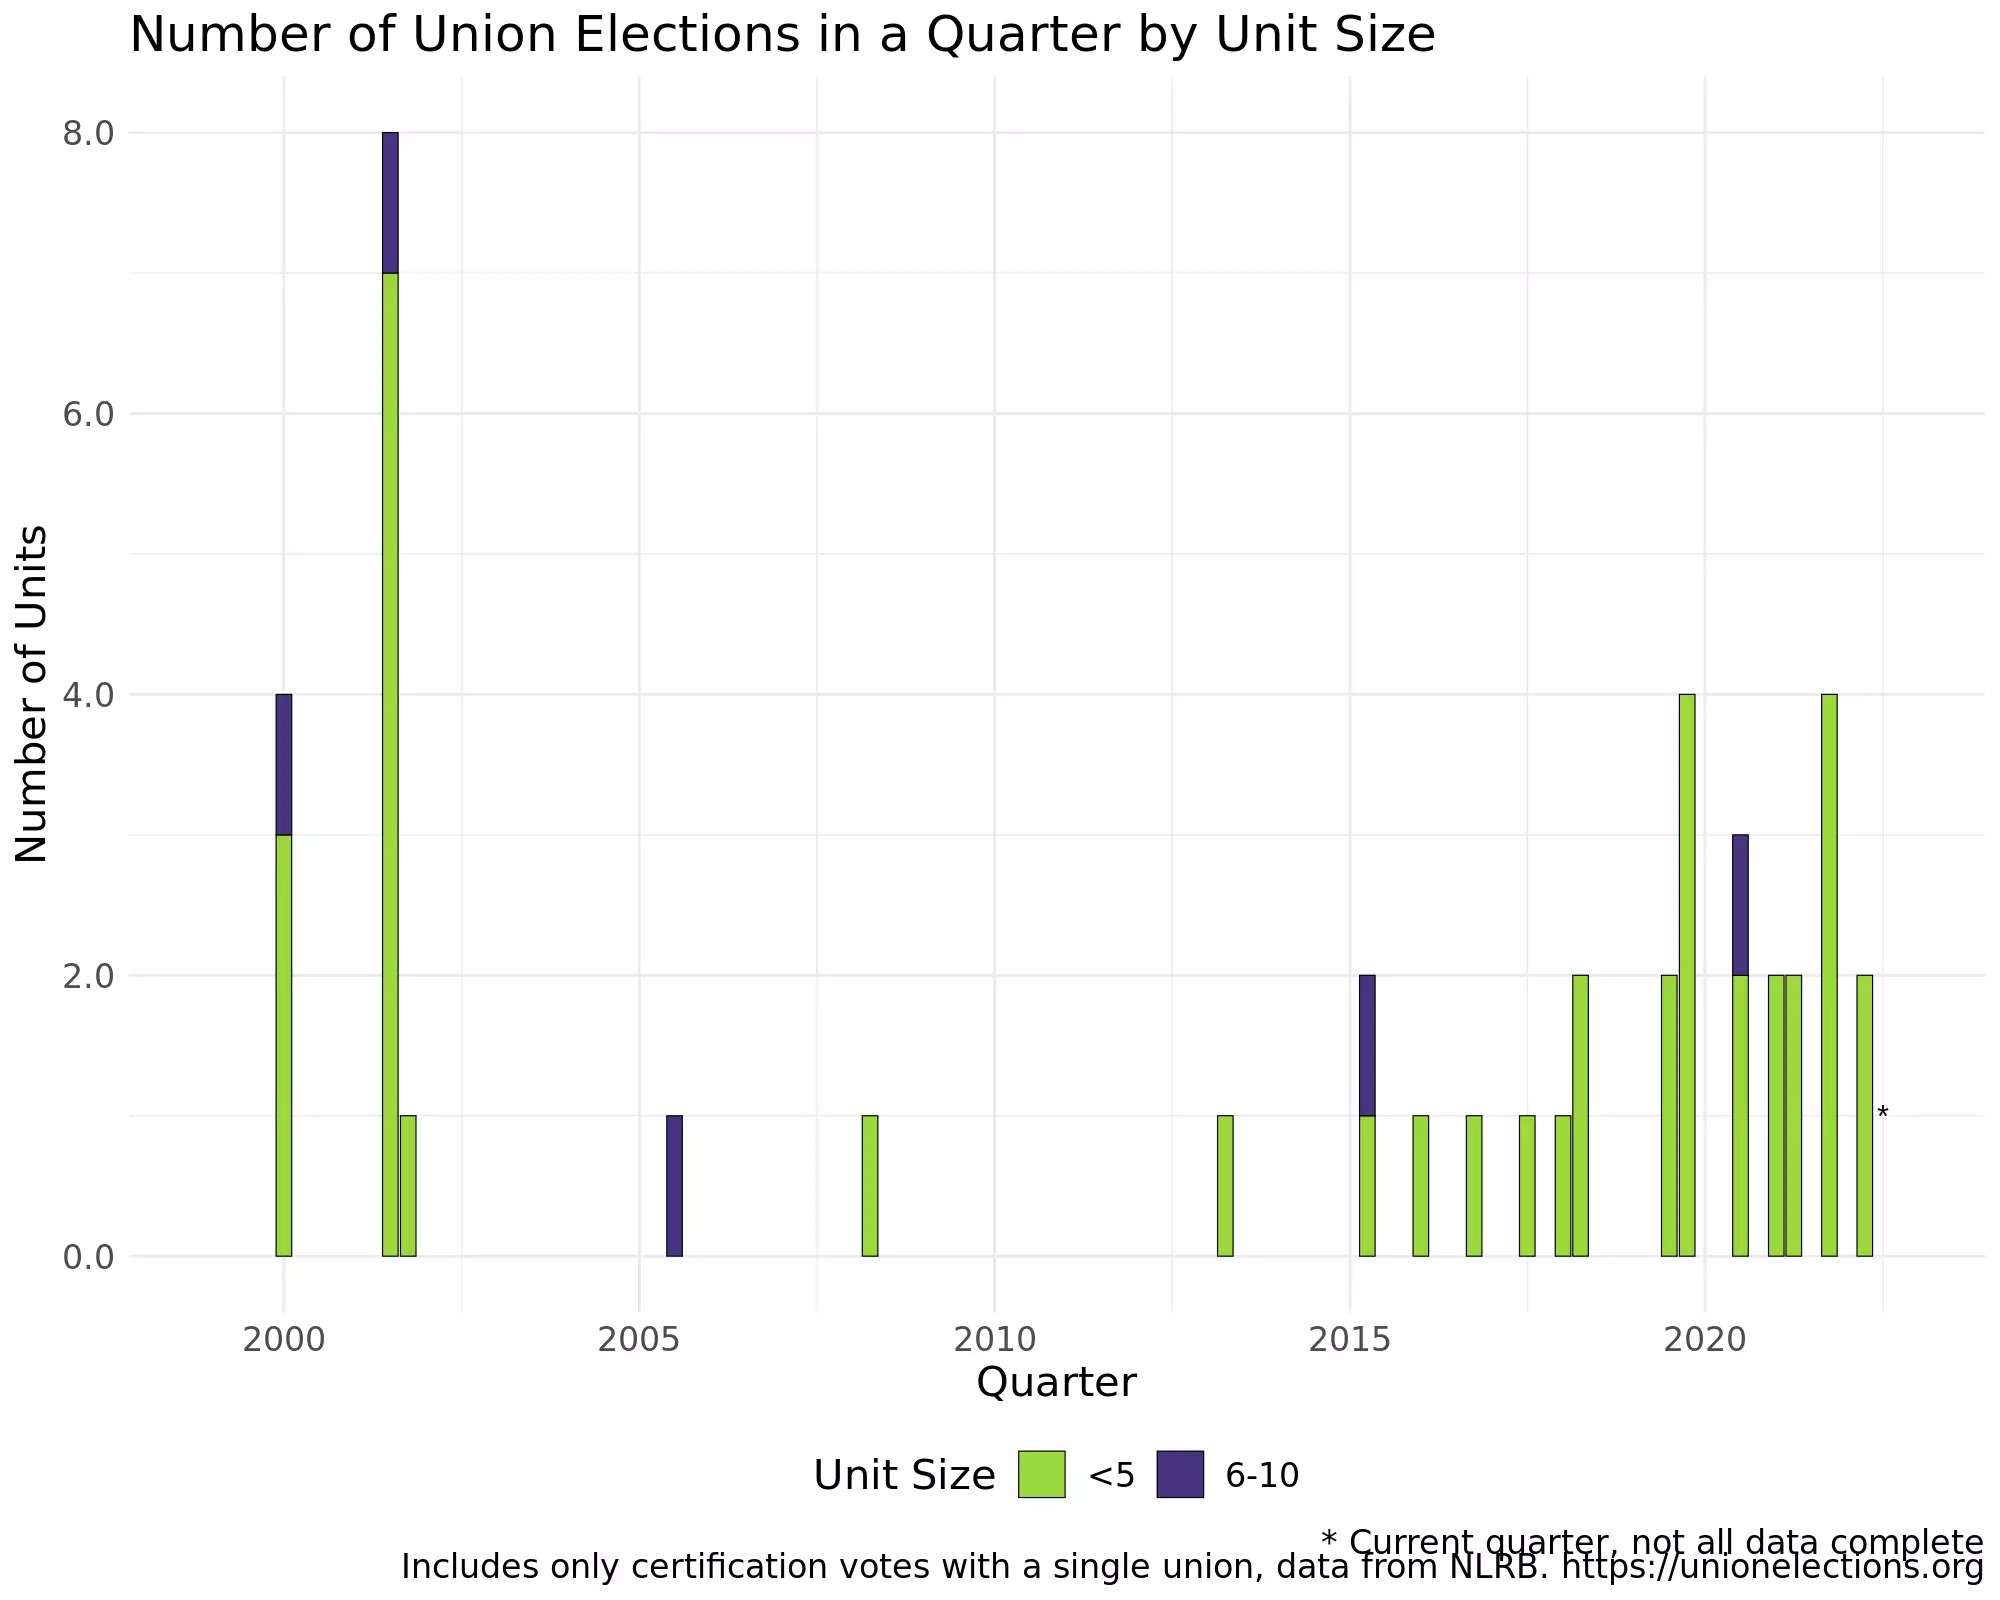 Number of Union Elections in a Quarter by Unit Size
Number of Units
8.0
6.0
4.0
2.0
0.0
*
2000 2005 2010 2015 2020
Quarter
Unit Size <5 6-10
* Current quarter, not all data complete
Includes only certification votes with a single union, data from NLRB. https://unionelections.org